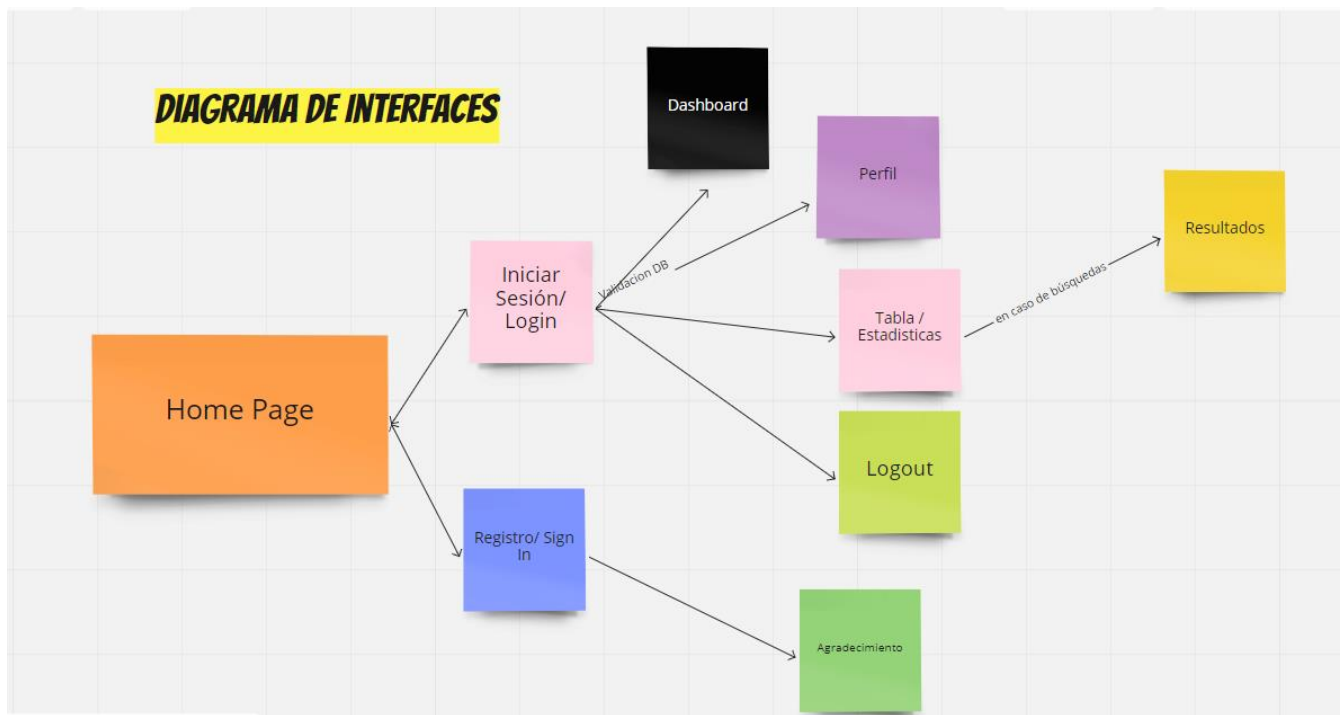 DIAGRAMA DE INTERFACES
Dashboard
Perfil
Resultados
Iniciar
Sesión/
Login
Validacion DB
en caso de búsquedas
Tabla /
Estadisticas
Home Page
Logout
Registro/ Sign
In
Agradecimiento